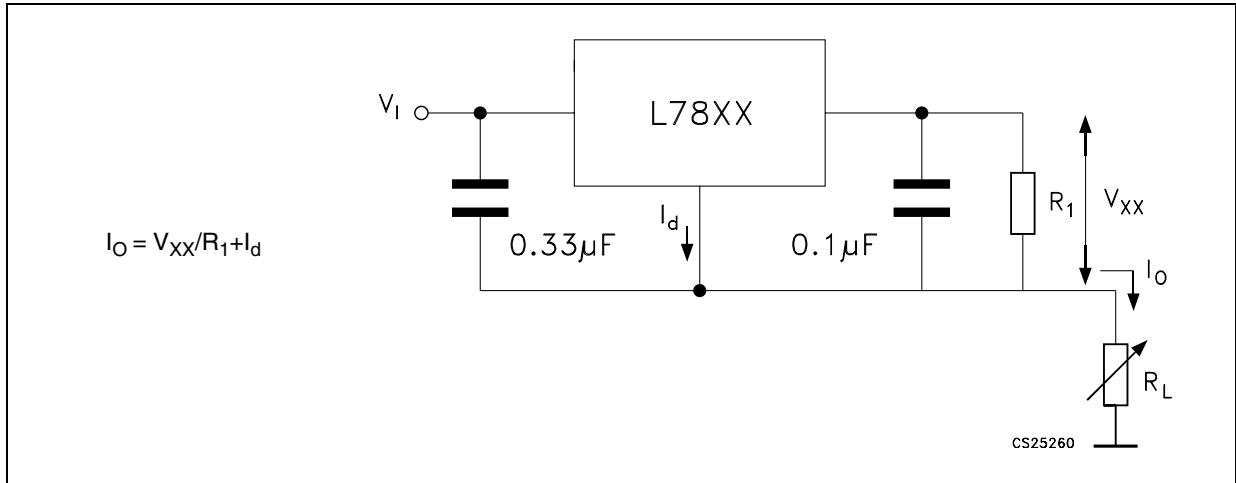 V_I
L78XX
I_d
0.33µF
0.1µF
R_1
V_XX
I_O = V_XX/R_1+I_d
I_O
R_L
CS25260